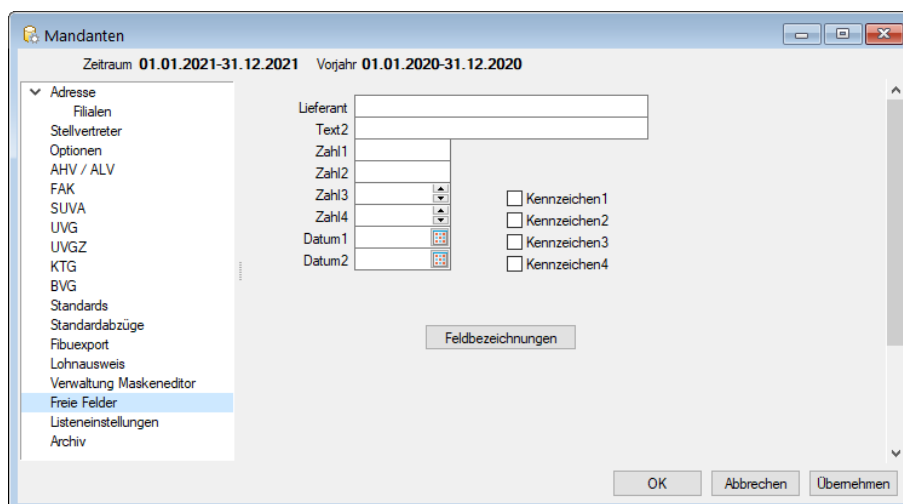 Mandanten
Zeitraum 01.01.2021-31.12.2021 Vorjahr 01.01.2020-31.12.2020
Adresse
Filialen
Stellvertreter
Optionen
AHV / ALV
FAK
SUVA
UVG
UVGZ
KTG
BVG
Standards
Standardabzüge
Fibuexport
Lohnausweis
Verwaltung Maskeneditor
Freie Felder
Listeneinstellungen
Archiv
Lieferant
Text2
Zahl1
Zahl2
Zahl3
Zahl4
Datum1
Datum2
Kennzeichen1
Kennzeichen2
Kennzeichen3
Kennzeichen4
Feldbezeichnungen
OK Abbrechen Übernehmen